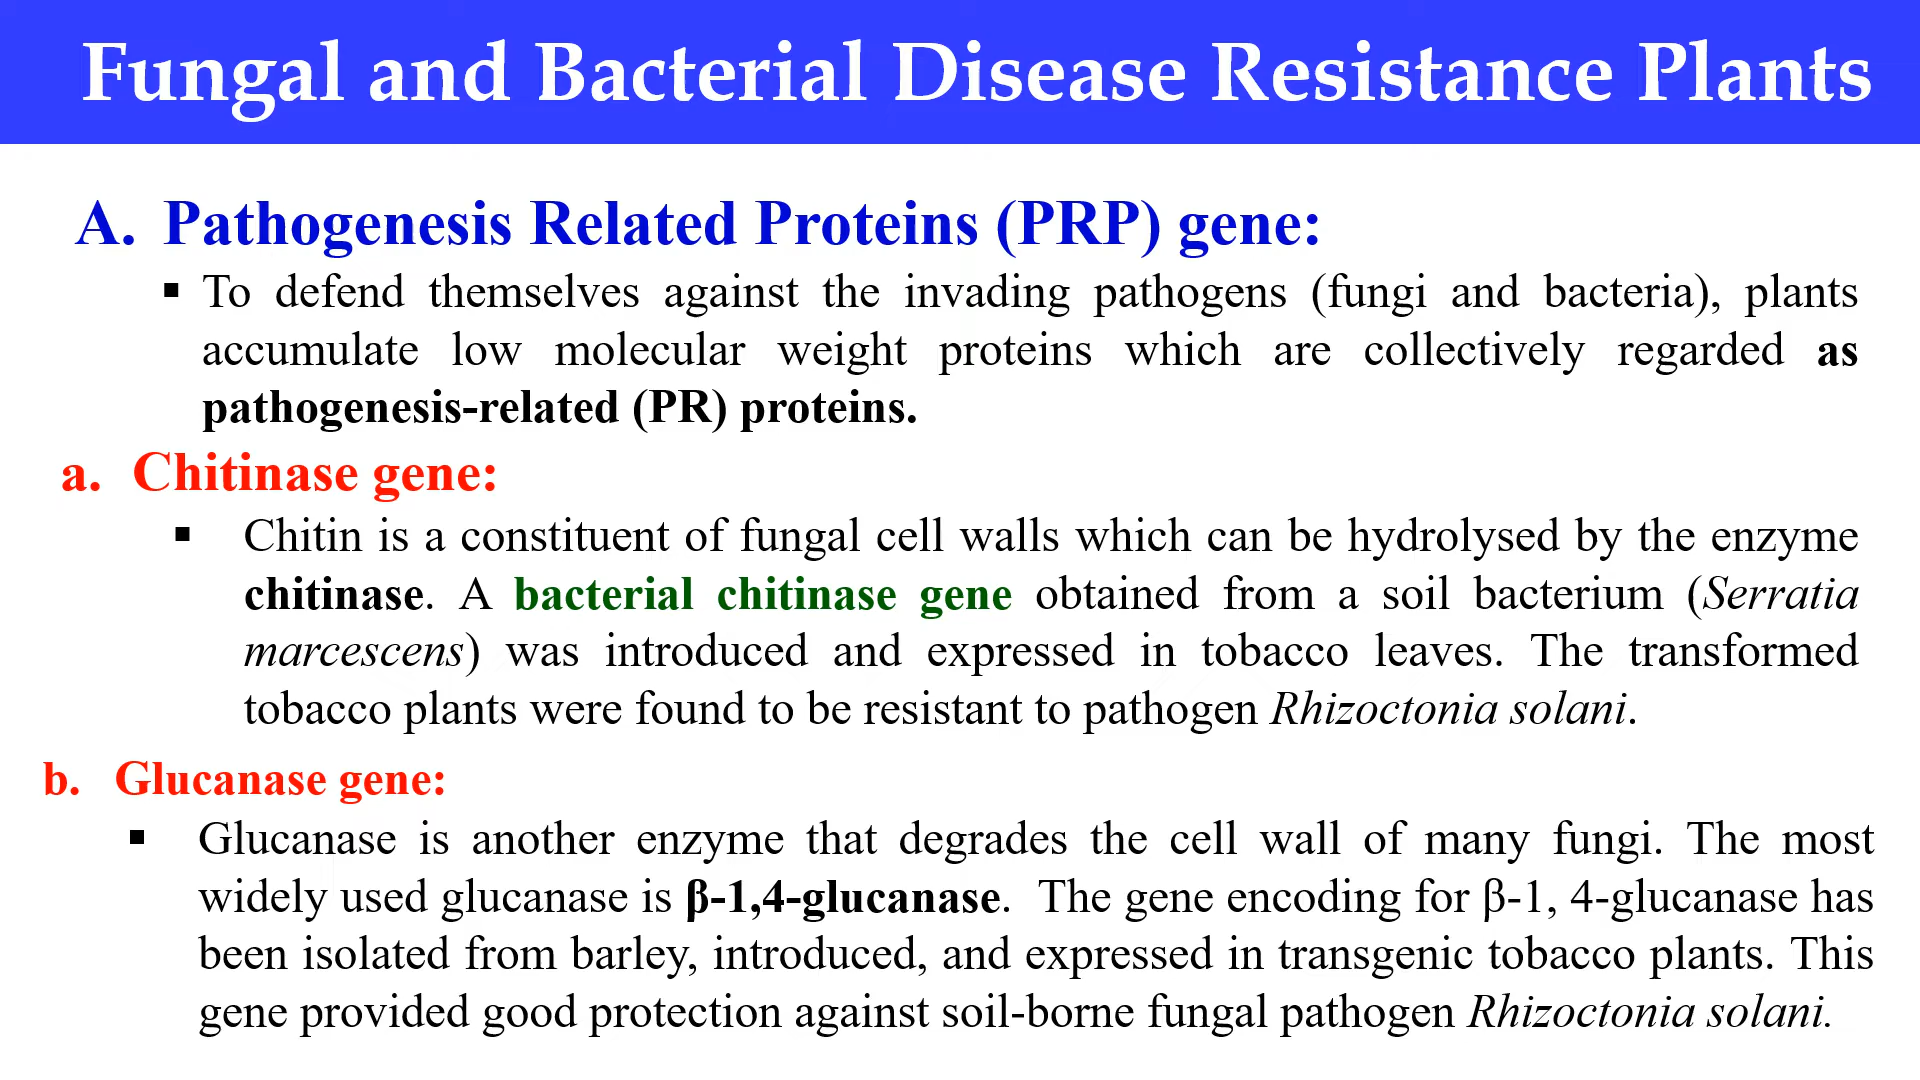 Fungal and Bacterial Disease Resistance Plants
A. Pathogenesis Related Proteins (PRP) gene:
▪ To defend themselves against the invading pathogens (fungi and bacteria), plants
accumulate low molecular weight proteins which are collectively regarded as
pathogenesis-related (PR) proteins.
a. Chitinase gene:
▪ Chitin is a constituent of fungal cell walls which can be hydrolysed by the enzyme
chitinase. A bacterial chitinase gene obtained from a soil bacterium (Serratia
marcescens) was introduced and expressed in tobacco leaves. The transformed
tobacco plants were found to be resistant to pathogen Rhizoctonia solani.
b. Glucanase gene:
▪ Glucanase is another enzyme that degrades the cell wall of many fungi. The most
widely used glucanase is β-1,4-glucanase. The gene encoding for β-1, 4-glucanase has
been isolated from barley, introduced, and expressed in transgenic tobacco plants. This
gene provided good protection against soil-borne fungal pathogen Rhizoctonia solani.